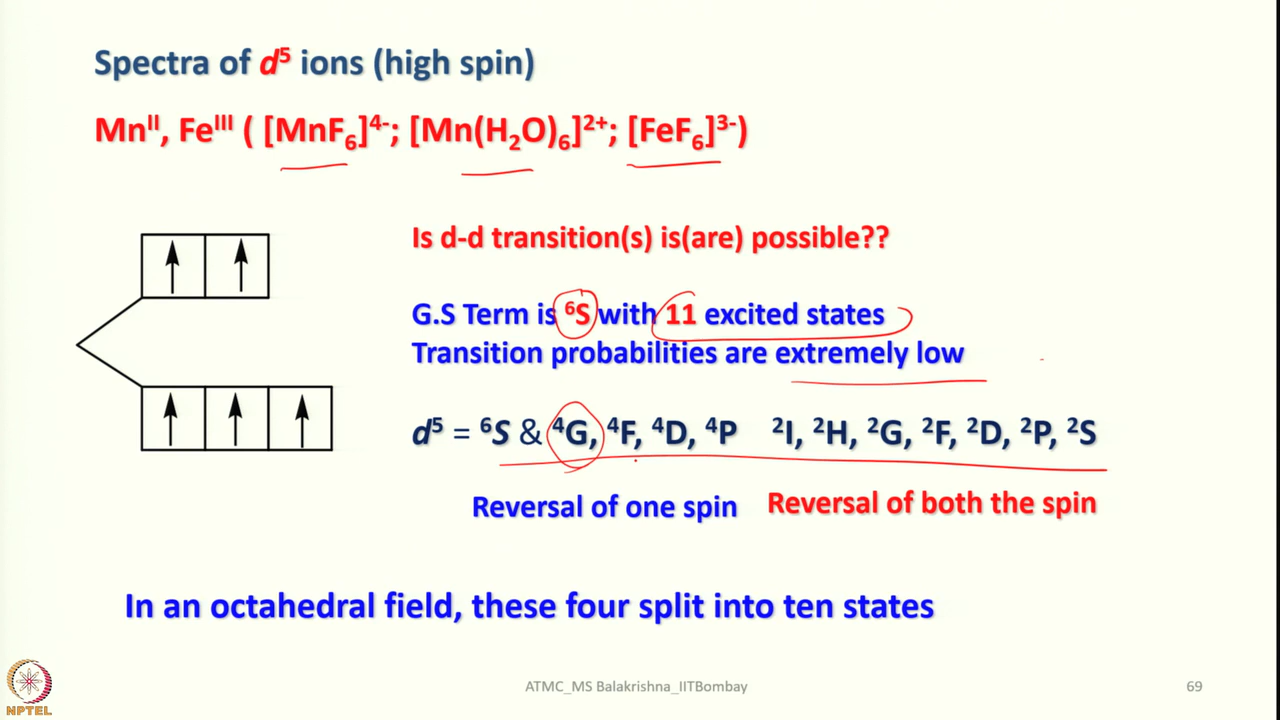 Spectra of d⁵ ions (high spin)
Mnᴵᴵ, Feᴵᴵᴵ ( [MnF₆]⁴⁻; [Mn(H₂O)₆]²⁺; [FeF₆]³⁻)
Is d-d transition(s) is(are) possible??
G.S Term is ⁶S with 11 excited states
Transition probabilities are extremely low
d⁵ = ⁶S & ⁴G, ⁴F, ⁴D, ⁴P ²I, ²H, ²G, ²F, ²D, ²P, ²S
Reversal of one spin Reversal of both the spin
In an octahedral field, these four split into ten states
NPTEL
ATMC_MS Balakrishna_IITBombay
69